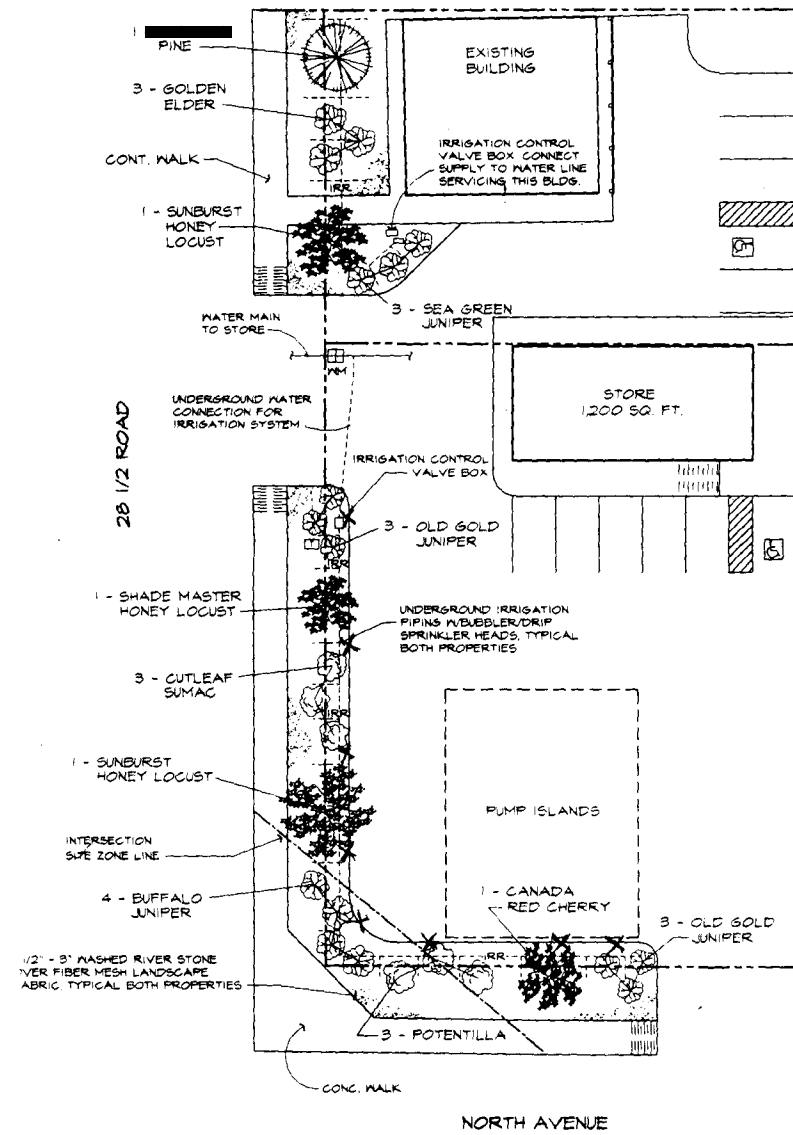 1
PINE
3 - GOLDEN
ELDER
CONT. WALK
1 - SUNBURST
HONEY
LOCUST
EXISTING
BUILDING
IRRIGATION CONTROL
VALVE BOX CONNECT
SUPPLY TO WATER LINE
SERVICING THIS BLDG.
IRR
3 - SEA GREEN
JUNIPER
WATER MAIN
TO STORE
WM
STORE
1,200 SQ. FT.
UNDERGROUND WATER
CONNECTION FOR
IRRIGATION SYSTEM
28 1/2 ROAD
IRRIGATION CONTROL
VALVE BOX
3 - OLD GOLD
JUNIPER
IRR
1 - SHADE MASTER
HONEY LOCUST
UNDERGROUND IRRIGATION
PIPING W/BUBBLER/DRIP
SPRINKLER HEADS, TYPICAL
BOTH PROPERTIES
3 - CUTLEAF
SUMAC
IRR
1 - SUNBURST
HONEY LOCUST
PUMP ISLANDS
INTERSECTION
SITE ZONE LINE
4 - BUFFALO
JUNIPER
1 - CANADA
RED CHERRY
3 - OLD GOLD
JUNIPER
IRR
1/2" - 3" WASHED RIVER STONE
VER FIBER MESH LANDSCAPE
ABRIC, TYPICAL BOTH PROPERTIES
3 - POTENTILLA
CONC. WALK
NORTH AVENUE